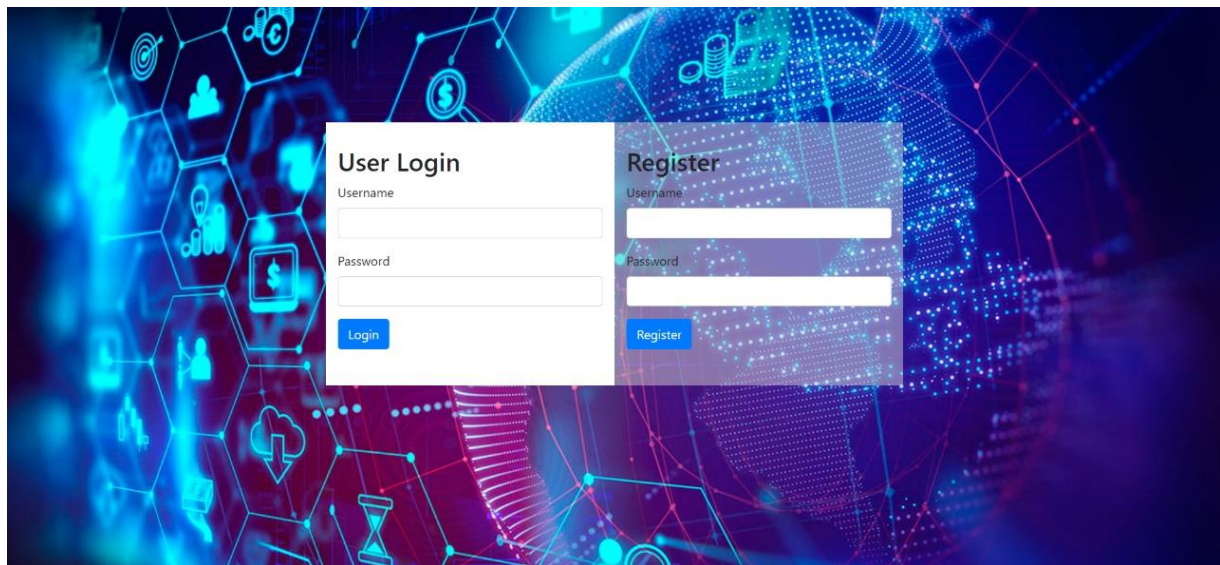 User Login
Username
Password
Login
Register
Username
Password
Register